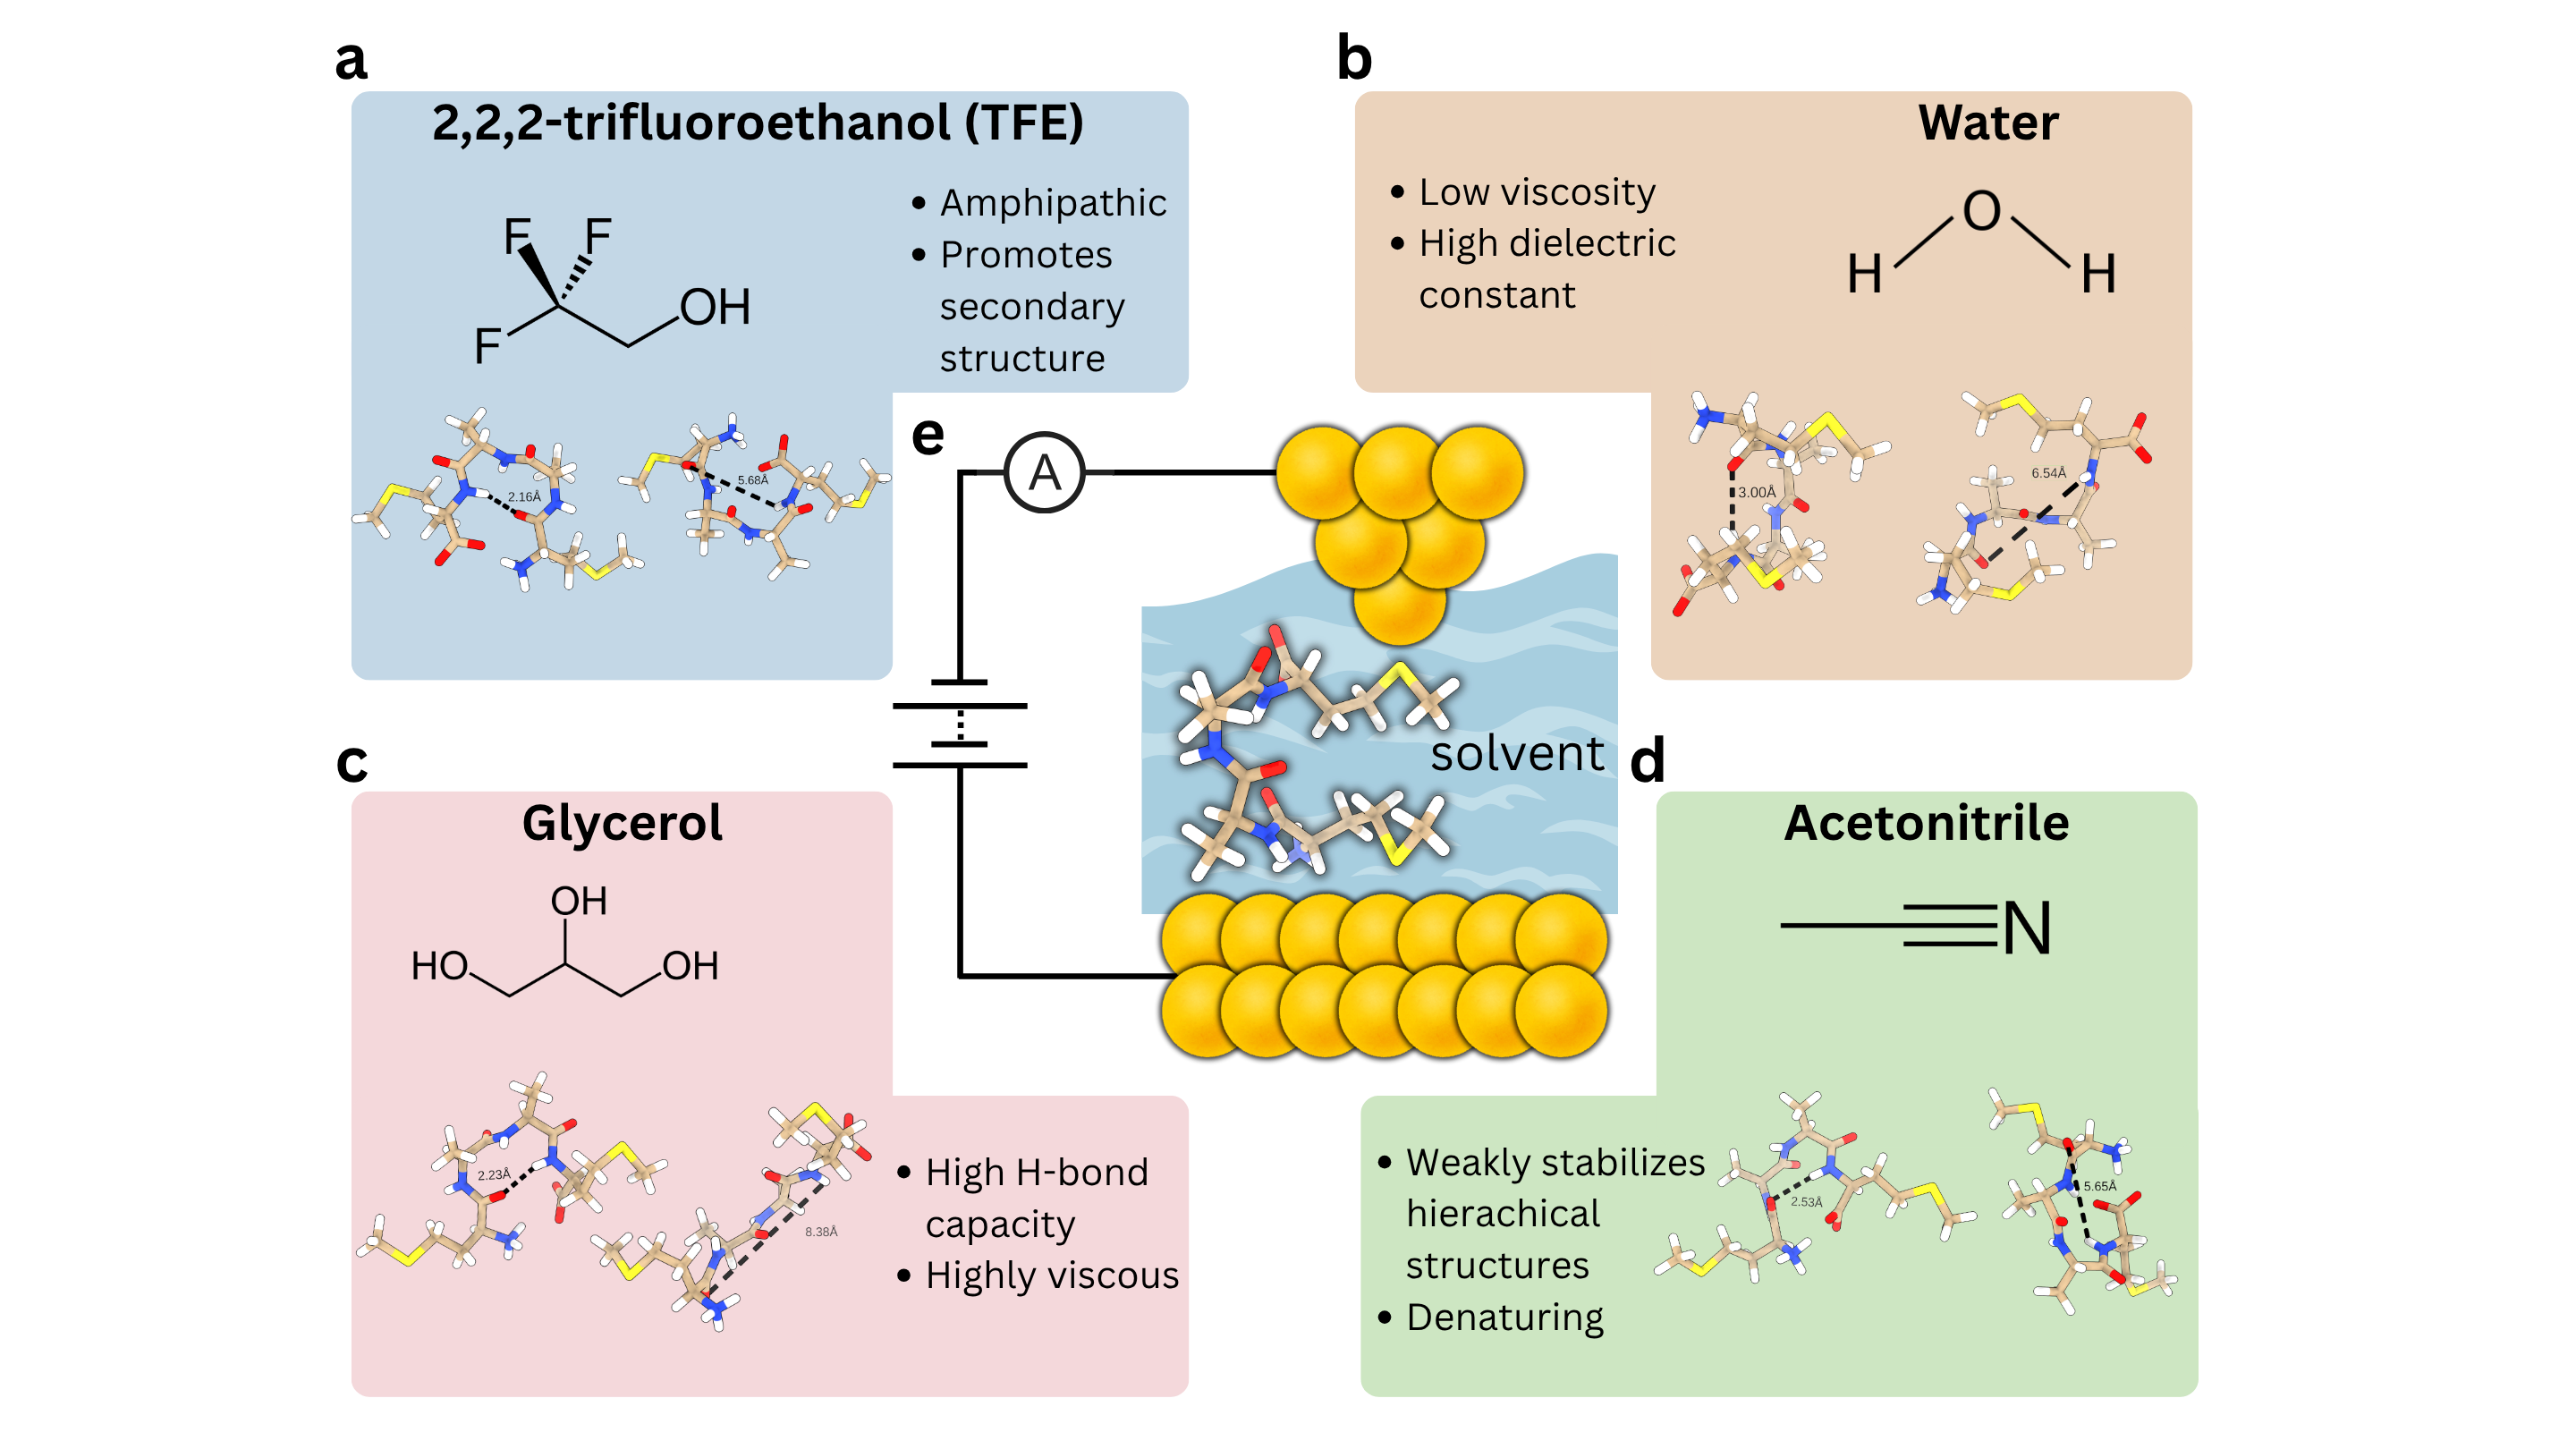 a
2,2,2-trifluoroethanol (TFE)
F F
F
OH
• Amphipathic
• Promotes
secondary
structure
2.16Å
5.68Å
b
Water
• Low viscosity
• High dielectric
constant
O
H H
3.00Å
6.54Å
e
A
solvent
c
Glycerol
OH
HO OH
2.23Å
8.38Å
• High H-bond
capacity
• Highly viscous
d
Acetonitrile
N
• Weakly stabilizes
hierachical
structures
• Denaturing
2.53Å
5.65Å